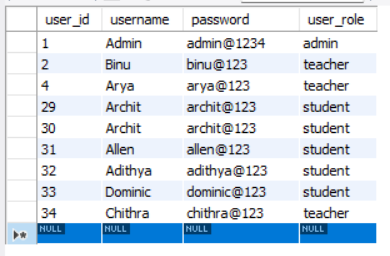 user_id username password user_role
1 Admin admin@1234 admin
2 Binu binu@123 teacher
4 Arya arya@123 teacher
29 Archit archit@123 student
30 Archit archit@123 student
31 Allen allen@123 student
32 Adithya adithya@123 student
33 Dominic dominic@123 student
34 Chithra chithra@123 teacher
NULL NULL NULL NULL